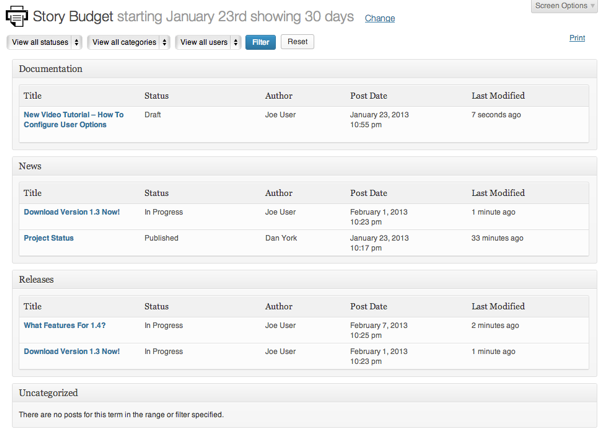 Screen Options
Story Budget starting January 23rd showing 30 days Change
View all statuses View all categories View all users Filter Reset Print
Documentation
Title Status Author Post Date Last Modified
New Video Tutorial – How To Draft Joe User January 23, 2013 7 seconds ago
Configure User Options 10:55 pm
News
Title Status Author Post Date Last Modified
Download Version 1.3 Now! In Progress Joe User February 1, 2013 1 minute ago
10:23 pm
Project Status Published Dan York January 23, 2013 33 minutes ago
10:17 pm
Releases
Title Status Author Post Date Last Modified
What Features For 1.4? In Progress Joe User February 7, 2013 2 minutes ago
10:25 pm
Download Version 1.3 Now! In Progress Joe User February 1, 2013 1 minute ago
10:23 pm
Uncategorized
There are no posts for this term in the range or filter specified.